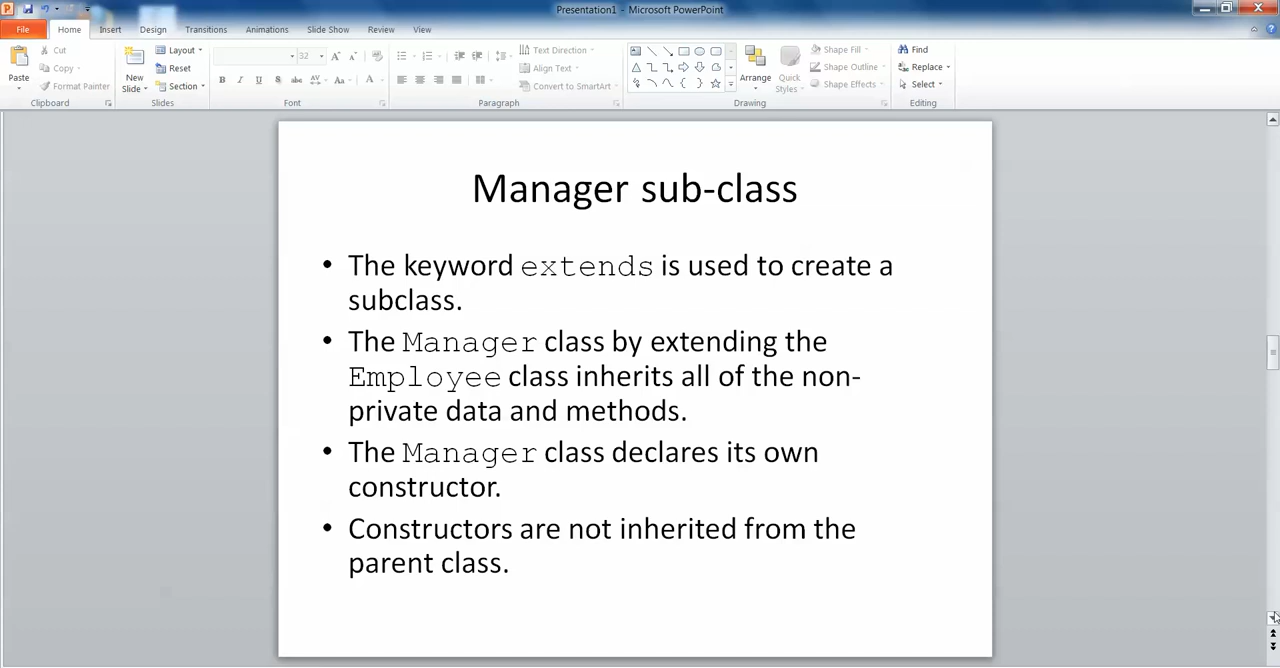 Presentation1 - Microsoft PowerPoint
File Home Insert Design Transitions Animations Slide Show Review View
Cut Layout 32 Text Direction Shape Fill Find
Paste Copy New Reset Align Text Arrange Quick Shape Outline Replace
Format Painter Slide Section Convert to SmartArt Styles Shape Effects Select
Clipboard Slides Font Paragraph Drawing Editing
Manager sub-class
• The keyword extends is used to create a
subclass.
• The Manager class by extending the
Employee class inherits all of the non-
private data and methods.
• The Manager class declares its own
constructor.
• Constructors are not inherited from the
parent class.